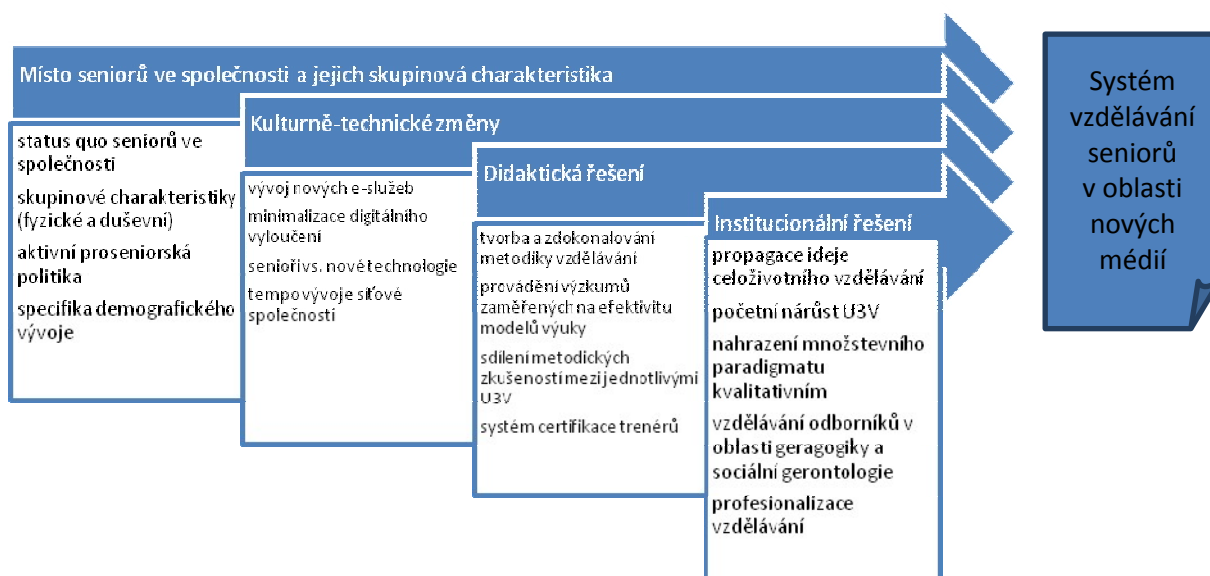 Místo seniorů ve společnosti a jejich skupinová charakteristika
status quo seniorů ve
společnosti
skupinové charakteristiky
(fyzické a duševní)
aktivní proseniorská
politika
specifika demografického
vývoje
Kulturně-technické změny
vývoj nových e-služeb
minimalizace digitálního
vyloučení
senioři vs. nové technologie
tempo vývoje síťové
společnosti
Didaktická řešení
tvorba a zdokonalování
metodiky vzdělávání
provádění výzkumů
zaměřených na efektivitu
modelů výuky
sdílení metodických
zkušeností mezi jednotlivými
U3V
systém certifikace trenérů
Institucionální řešení
propagace ideje
celoživotního vzdělávání
početní nárůst U3V
nahrazení množstevního
paradigmatu
kvalitativním
vzdělávání odborníků v
oblasti geragogiky a
sociální gerontologie
profesionalizace
vzdělávání
Systém
vzdělávání
seniorů
v oblasti
nových
médií